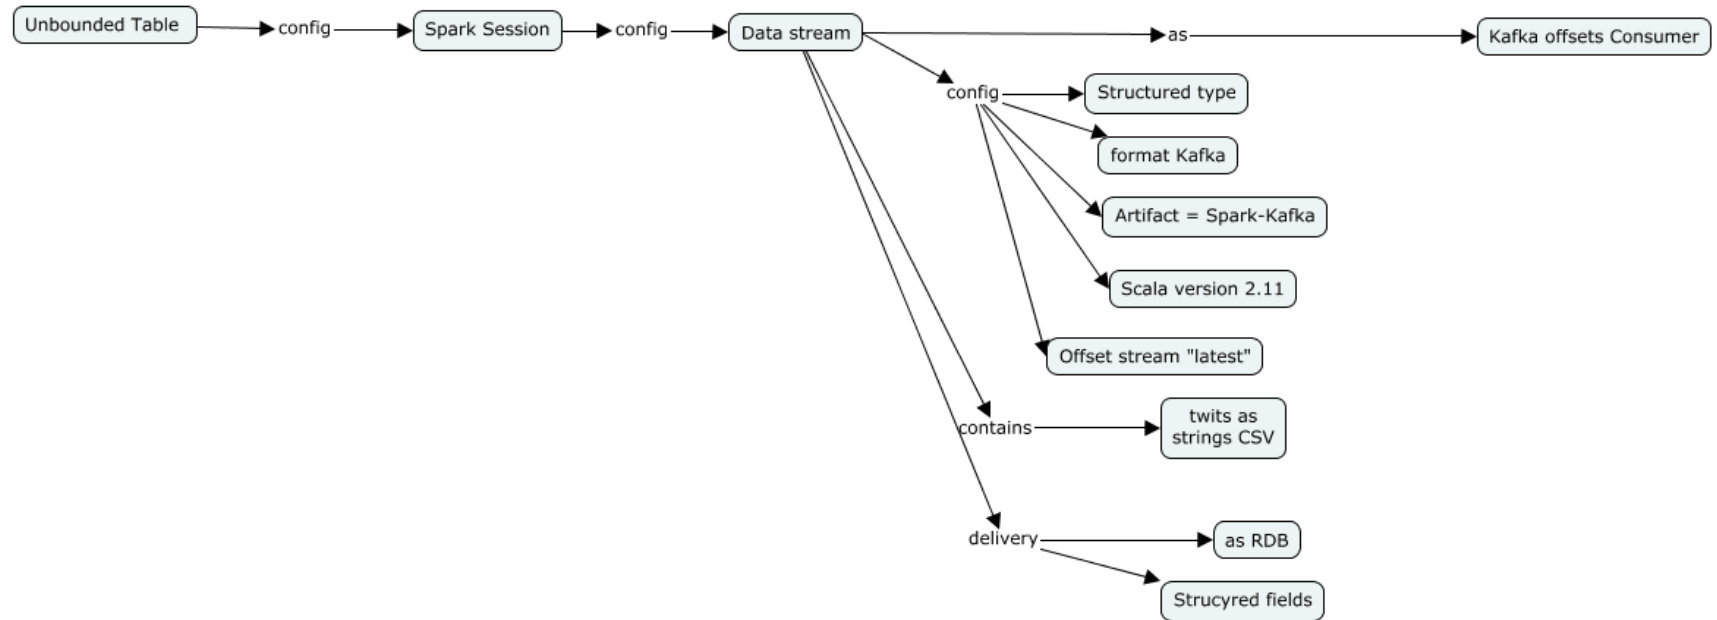 Unbounded Table
config
Spark Session
config
Data stream
as
Kafka offsets Consumer
config
Structured type
format Kafka
Artifact = Spark-Kafka
Scala version 2.11
Offset stream "latest"
contains
twits as
strings CSV
delivery
as RDB
Strucyred fields